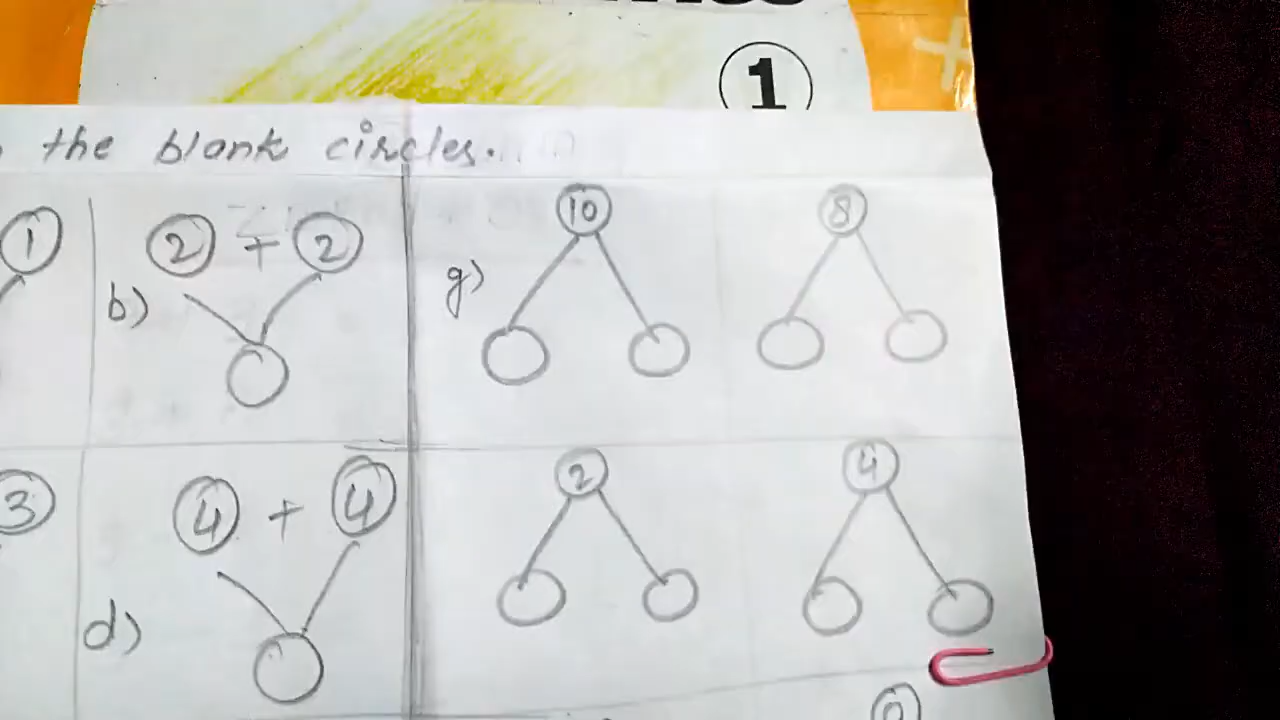 1
the blank circles.
1 b) 2 + 2 g) 10 8
3 d) 4 + 4 2 4